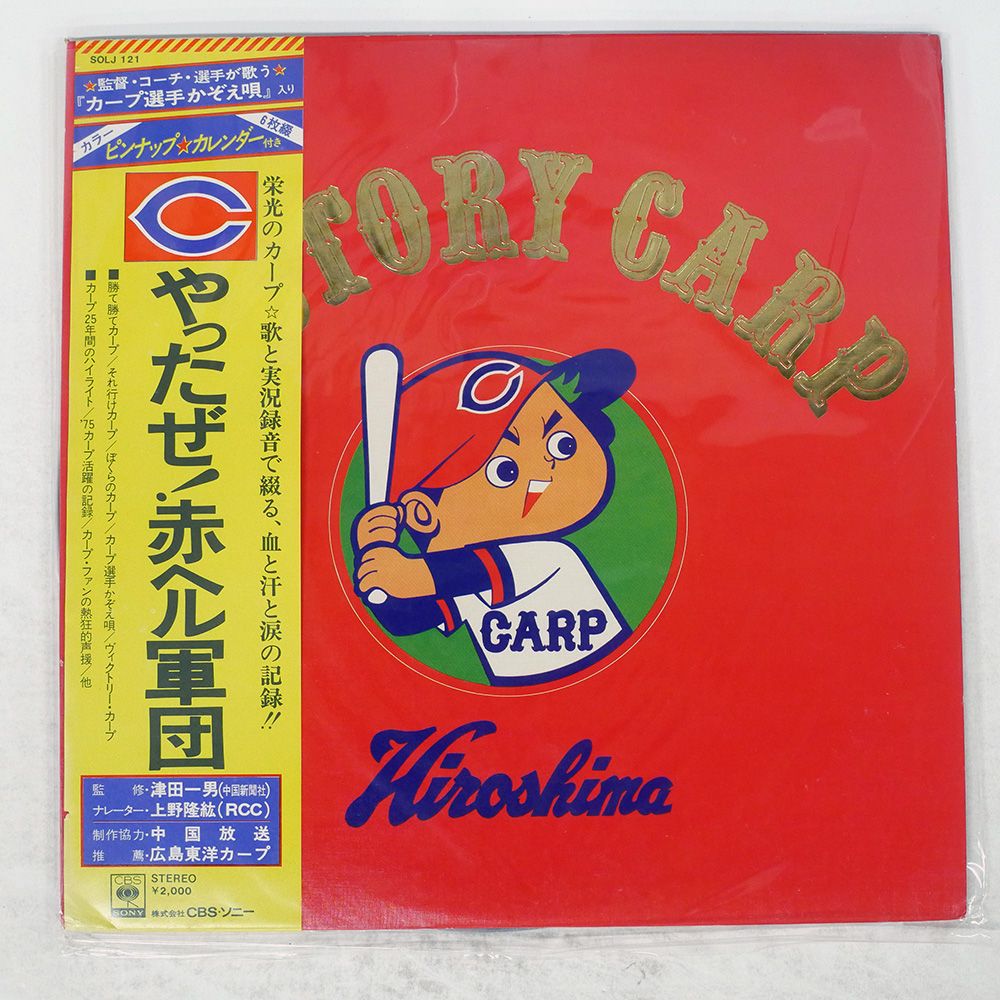 SOLJ 121
★監督・コーチ・選手が歌う★
『カープ選手かぞえ唄』入り
カラー ピンナップ★カレンダー付き 6枚綴
C
栄光のカープ☆歌と実況録音で綴る、血と汗と涙の記録!!
やったぜ!赤ヘル軍団
■勝て勝てカープ/それ行けカープ/ぼくらのカープ/カープ選手かぞえ唄/ヴィクトリー・カープ
■カープ25年間のハイライト/'75カープ活躍の記録/カープ・ファンの熱狂的声援/他
監修・津田一男(中国新聞社)
ナレーター・上野隆紘(RCC)
制作協力・中国放送
推薦・広島東洋カープ
CBS
SONY
STEREO
¥2,000
株式会社CBS・ソニー
TORY CARP
C
CARP
Hiroshima